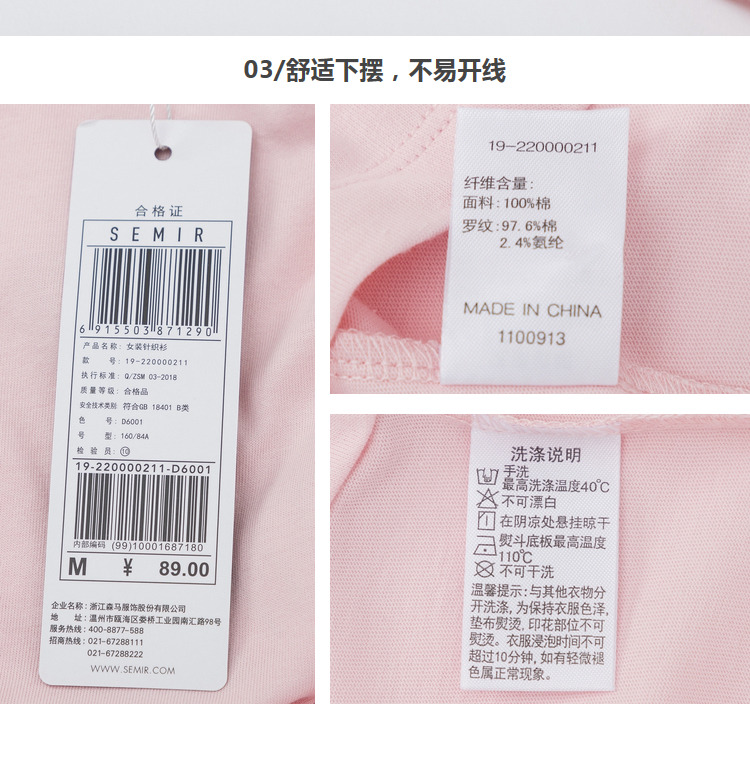 03/舒适下摆，不易开线
合格证
SEMIR
6 915503 871290
产品名称: 女装针织衫
款 号: 19-220000211
执行标准: Q/ZSM 03-2018
质量等级: 合格品
安全技术类别 符合GB 18401 B类
色 号: D6001
号 型: 160/84A
检 验 员: ⑩
19-220000211-D6001
内部编码 (99)10001687180
M ¥ 89.00
企业名称: 浙江森马服饰股份有限公司
地 址: 温州市瓯海区娄桥工业园南汇路98号
服务热线: 400-8877-588
招商热线: 021-67288111
021-67288222
WWW.SEMIR.COM
19-220000211
纤维含量:
面料: 100%棉
罗纹: 97.6%棉
2.4%氨纶
MADE IN CHINA
1100913
洗涤说明
手洗
最高洗涤温度40℃
不可漂白
在阴凉处悬挂晾干
熨斗底板最高温度
110℃
不可干洗
温馨提示: 与其他衣物分
开洗涤, 为保持衣服色泽,
垫布熨烫, 印花部位不可
熨烫。衣服浸泡时间不可
超过10分钟, 如有轻微褪
色属正常现象。